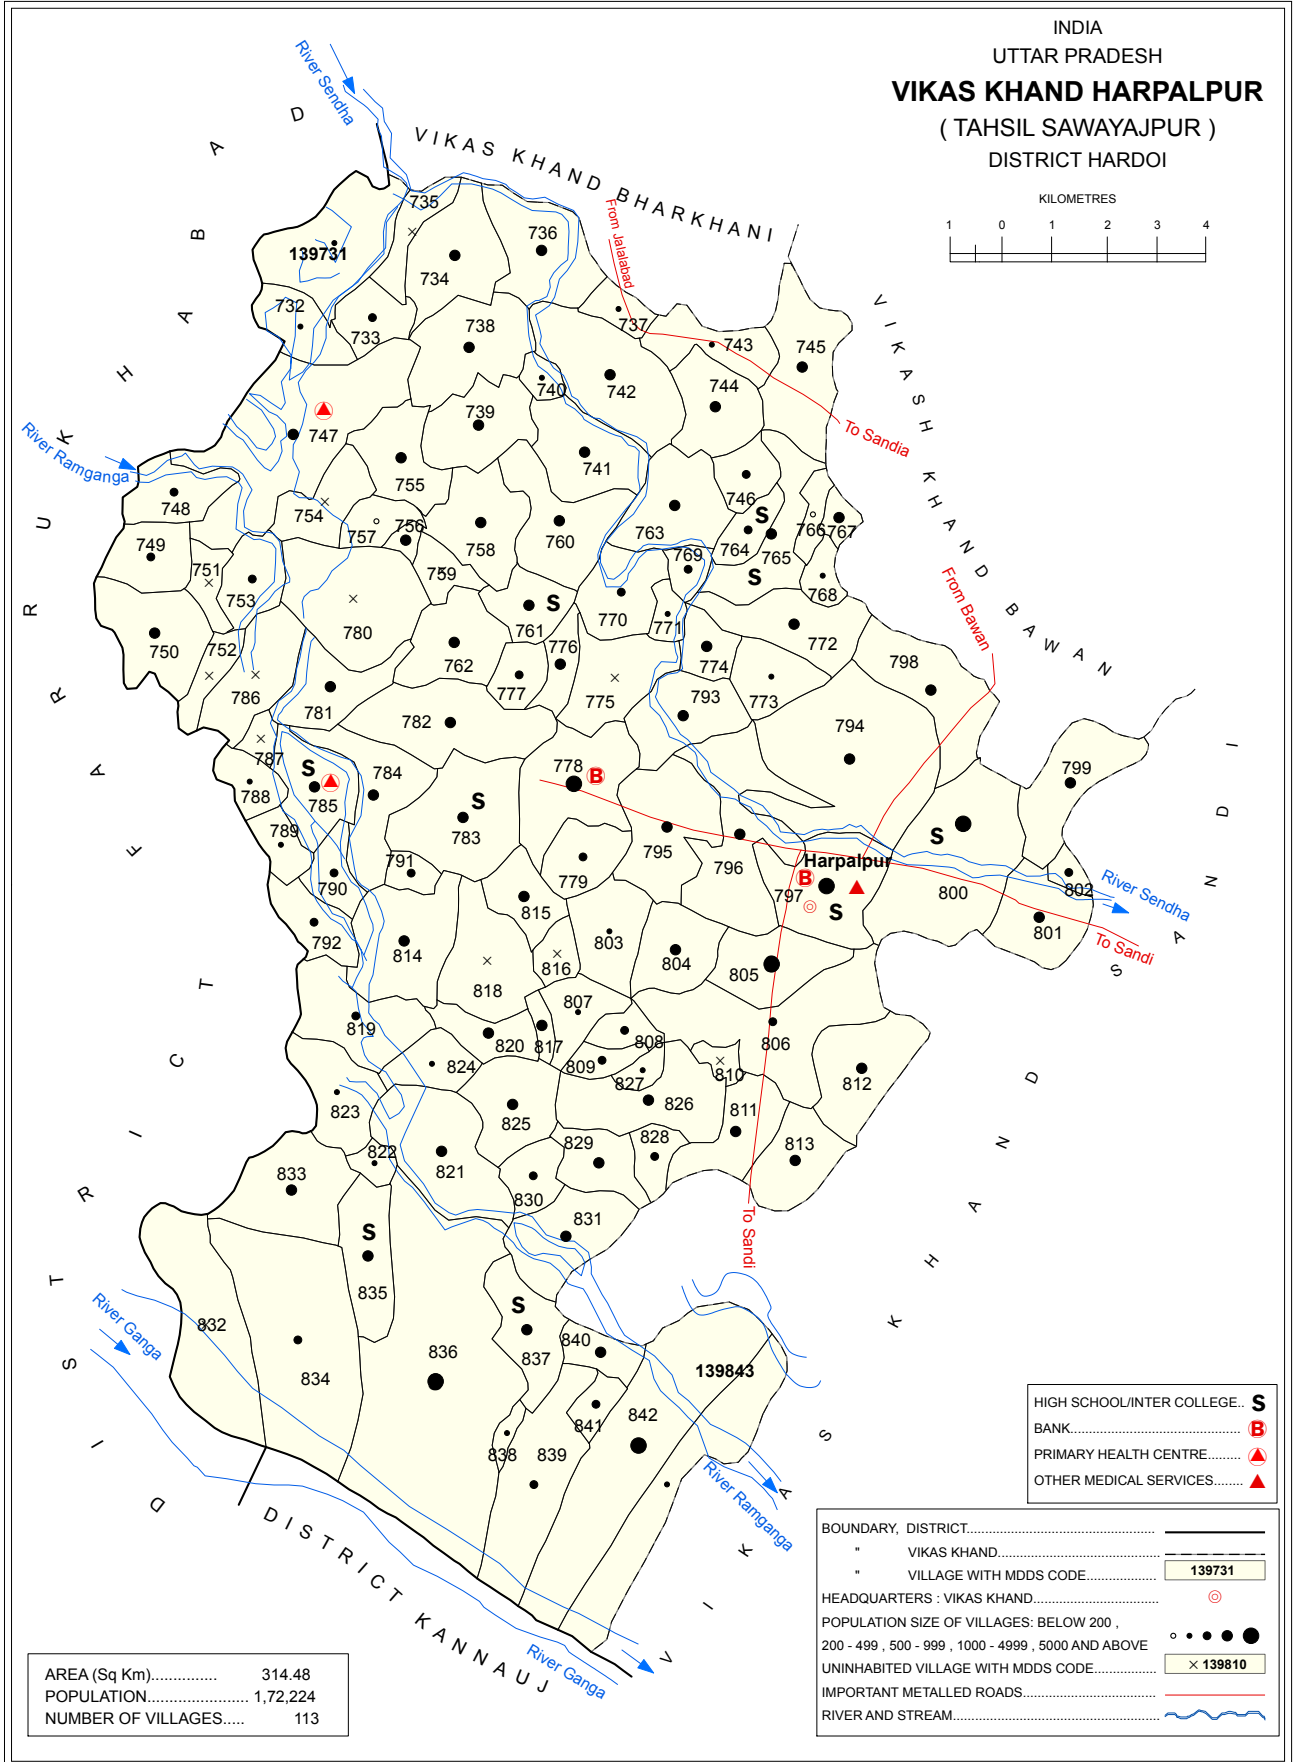 INDIA
UTTAR PRADESH
VIKAS KHAND HARPALPUR
( TAHSIL SAWAYAJPUR )
DISTRICT HARDOI
KILOMETRES
1 0 1 2 3 4
River Sendha
VIKAS KHAND BHARKHANI
From Jalalabad
DISTRICT FARRUKHABAD
VIKASH KHAND BAWAN
735
736
139731
734
732
733
738
737
743
745
740
742
744
739
747
To Sandia
River Ramganga
741
755
746
748
754
757
756
758
760
763
764
765
766
767
749
751
753
759
769
768
From Bawan
780
761
770
771
750
752
762
776
772
798
774
786
777
775
773
781
793
782
794
787
778
799
788
S
785
784
783
789
795
796
Harpalpur
790
791
779
797
800
802
River Sendha
815
792
814
803
801
To Sandi
816
804
805
818
807
819
820
817
808
806
809
824
827
810
812
823
826
825
811
829
828
813
822
821
833
830
831
To Sandi
835
River Ganga
832
834
836
837
840
139843
841
842
838
839
River Ramganga
VIKAS KHAND SANDI
DISTRICT KANNAUJ
River Ganga
HIGH SCHOOL/INTER COLLEGE.. S
BANK.......................................... B
PRIMARY HEALTH CENTRE.........
OTHER MEDICAL SERVICES........
BOUNDARY, DISTRICT....................................................
" VIKAS KHAND.............................................
" VILLAGE WITH MDDS CODE................... 139731
HEADQUARTERS : VIKAS KHAND...................................
POPULATION SIZE OF VILLAGES: BELOW 200 ,
200 - 499 , 500 - 999 , 1000 - 4999 , 5000 AND ABOVE
UNINHABITED VILLAGE WITH MDDS CODE................. × 139810
IMPORTANT METALLED ROADS.....................................
RIVER AND STREAM.........................................................
AREA (Sq Km)............... 314.48
POPULATION....................... 1,72,224
NUMBER OF VILLAGES..... 113